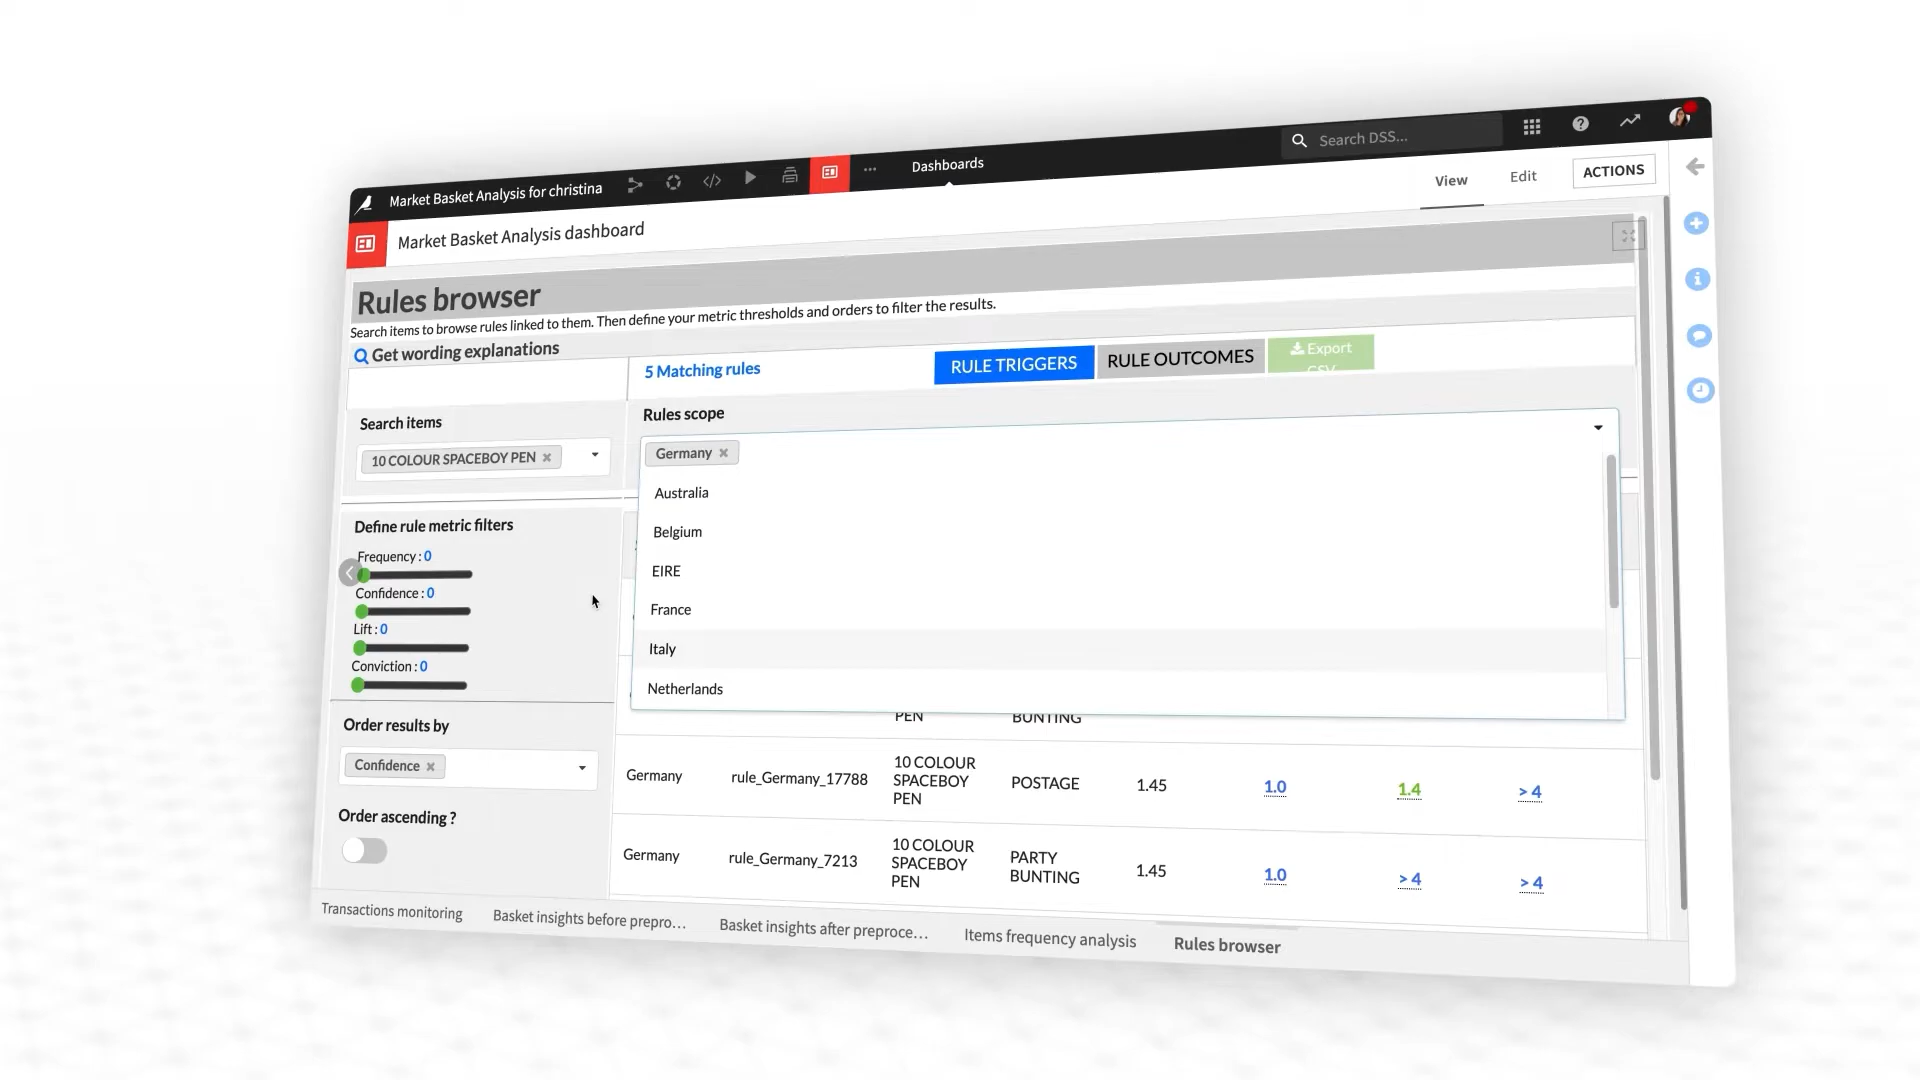 Market Basket Analysis for christina
Dashboards
Search DSS...
Market Basket Analysis dashboard
View
Edit
ACTIONS
Rules browser
Search items to browse rules linked to them. Then define your metric thresholds and orders to filter the results.
Get wording explanations
5 Matching rules
RULE TRIGGERS
RULE OUTCOMES
Export
CSV
Search items
10 COLOUR SPACEBOY PEN
Rules scope
Germany
Australia
Belgium
EIRE
France
Italy
Netherlands
Define rule metric filters
Frequency : 0
Confidence : 0
Lift : 0
Conviction : 0
Order results by
Confidence
Order ascending ?
PEN
BUNTING
Germany
rule_Germany_17788
10 COLOUR
SPACEBOY
PEN
POSTAGE
1.45
1.0
1.4
> 4
Germany
rule_Germany_7213
10 COLOUR
SPACEBOY
PEN
PARTY
BUNTING
1.45
1.0
> 4
> 4
Transactions monitoring
Basket insights before prepro...
Basket insights after preproce...
Items frequency analysis
Rules browser